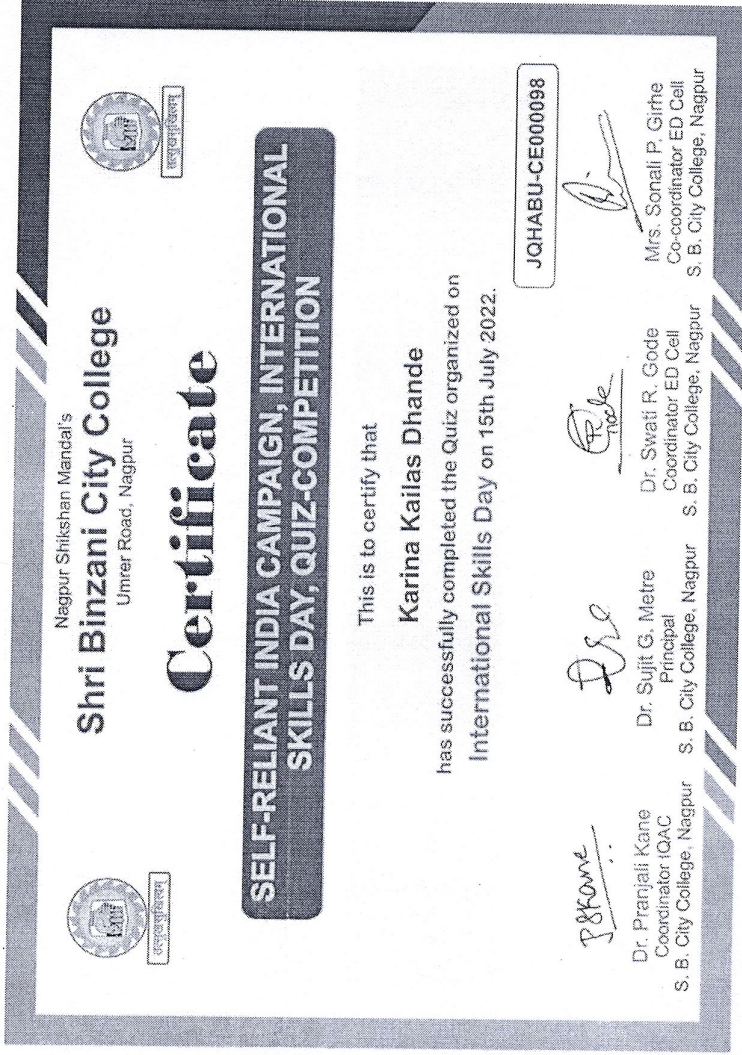 Nagpur Shikshan Mandal's
Shri Binzani City College
Umrer Road, Nagpur
Certificate
SELF-RELIANT INDIA CAMPAIGN, INTERNATIONAL
SKILLS DAY, QUIZ-COMPETITION
This is to certify that
Karina Kailas Dhande
has successfully completed the Quiz organized on
International Skills Day on 15th July 2022.
JQHABU-CE000098
PSKane
Dr. Pranjali Kane
Coordinator IQAC
S. B. City College, Nagpur
Dr. Sujit G. Metre
Principal
S. B. City College, Nagpur
Dr. Swati R. Gode
Coordinator ED Cell
S. B. City College, Nagpur
Mrs. Sonali P. Girhe
Co-coordinator ED Cell
S. B. City College, Nagpur